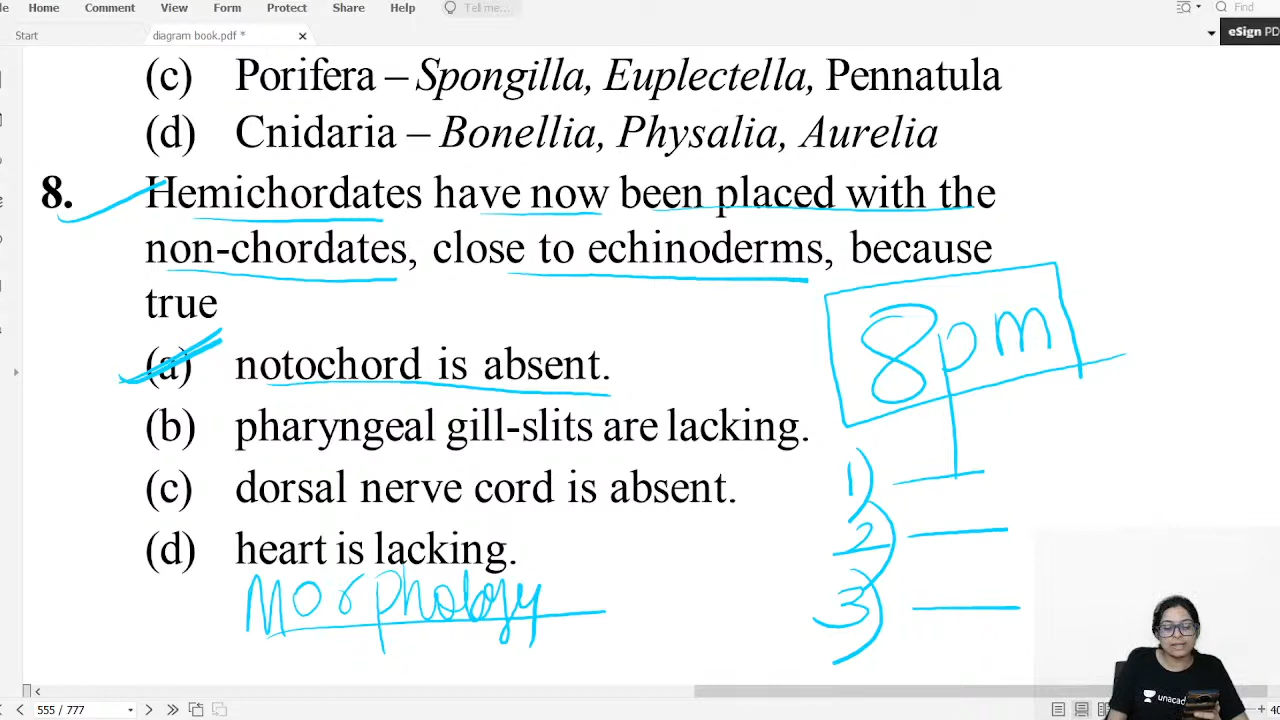 Home Comment View Form Protect Share Help Tell me... Find
Start diagram book.pdf * eSign PD
(c) Porifera – Spongilla, Euplectella, Pennatula
(d) Cnidaria – Bonellia, Physalia, Aurelia
8. Hemichordates have now been placed with the
non-chordates, close to echinoderms, because
true
(a) notochord is absent.
(b) pharyngeal gill-slits are lacking.
(c) dorsal nerve cord is absent.
(d) heart is lacking.
8pm
1)
2)
3)
Morphology
unacad
555 / 777
40